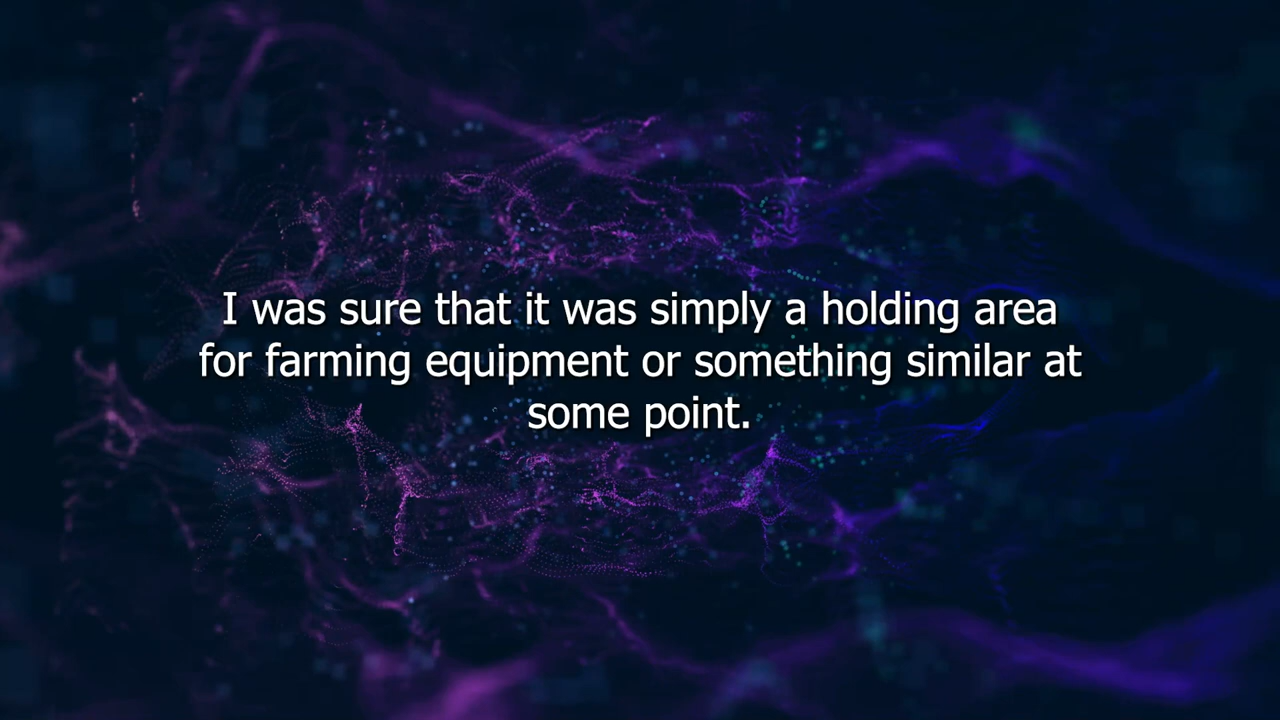 I was sure that it was simply a holding area
for farming equipment or something similar at
some point.